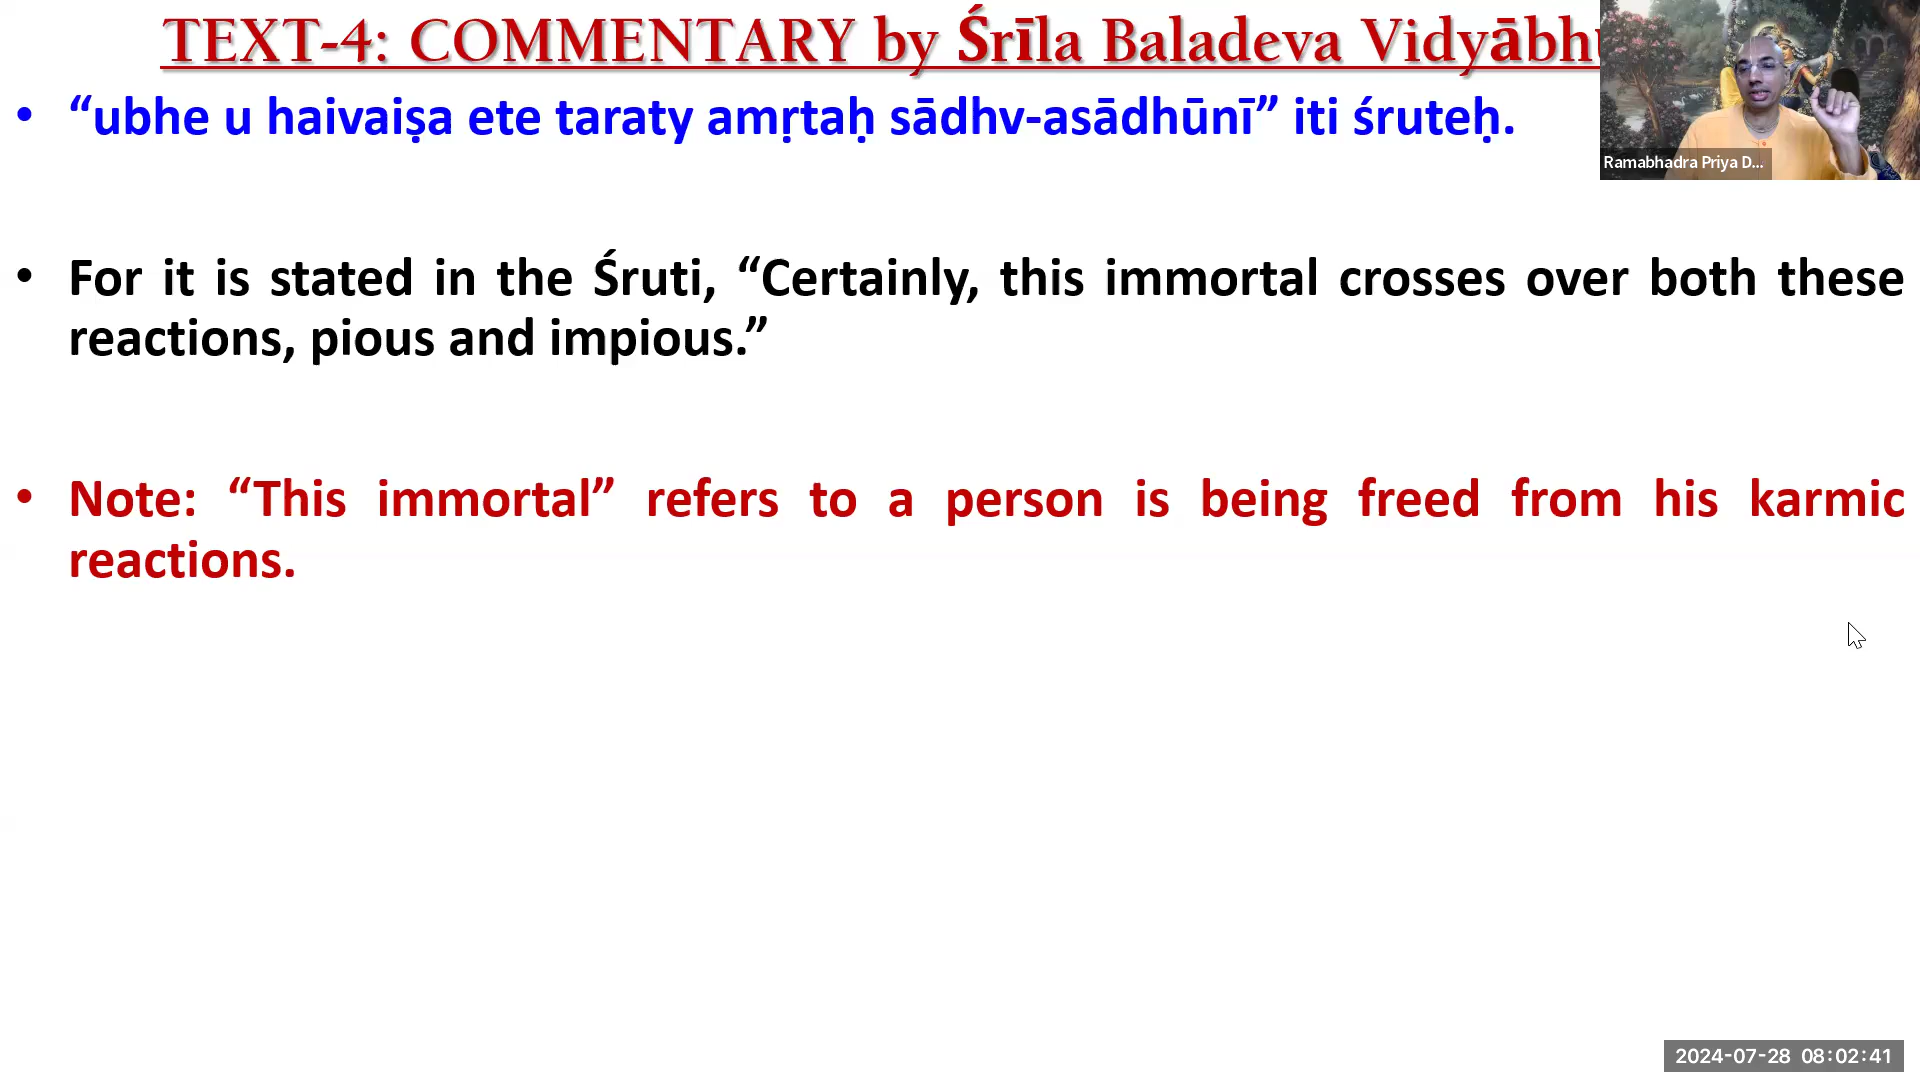 TEXT-4: COMMENTARY by Śrīla Baladeva
• “ubhe u haivaiṣa ete taraty amṛtaḥ sādhv-asādhūnī” iti śruteḥ.
Ramabhadra Priya D...
• For it is stated in the Śruti, “Certainly, this immortal crosses over both these
reactions, pious and impious.”
• Note: “This immortal” refers to a person is being freed from his karmic
reactions.
2024-07-28 08:02:41